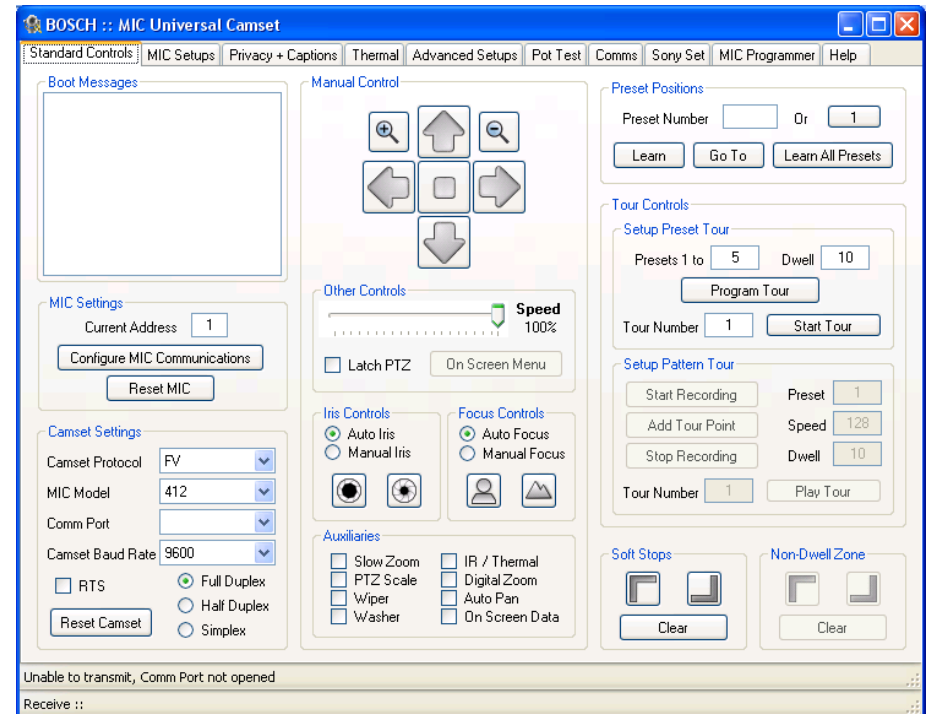 BOSCH :: MIC Universal Camset
Standard Controls MIC Setups Privacy + Captions Thermal Advanced Setups Pot Test Comms Sony Set MIC Programmer Help
Boot Messages
MIC Settings
Current Address 1
Configure MIC Communications
Reset MIC
Camset Settings
Camset Protocol FV
MIC Model 412
Comm Port
Camset Baud Rate 9600
RTS
Full Duplex
Half Duplex
Simplex
Reset Camset
Manual Control
Other Controls
Speed
100%
Latch PTZ On Screen Menu
Iris Controls
Auto Iris
Manual Iris
Focus Controls
Auto Focus
Manual Focus
Auxiliaries
Slow Zoom IR / Thermal
PTZ Scale Digital Zoom
Wiper Auto Pan
Washer On Screen Data
Preset Positions
Preset Number Or 1
Learn Go To Learn All Presets
Tour Controls
Setup Preset Tour
Presets 1 to 5 Dwell 10
Program Tour
Tour Number 1 Start Tour
Setup Pattern Tour
Start Recording Preset 1
Add Tour Point Speed 128
Stop Recording Dwell 10
Tour Number 1 Play Tour
Soft Stops
Clear
Non-Dwell Zone
Clear
Unable to transmit, Comm Port not opened
Receive ::